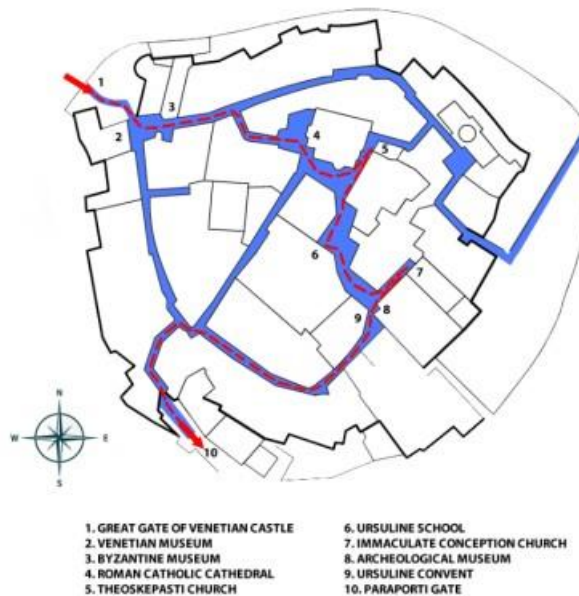 1
3
2
4
5
6
7
9
8
N
W
E
S
10
1. GREAT GATE OF VENETIAN CASTLE
2. VENETIAN MUSEUM
3. BYZANTINE MUSEUM
4. ROMAN CATHOLIC CATHEDRAL
5. THEOSKEPASTI CHURCH
6. URSULINE SCHOOL
7. IMMACULATE CONCEPTION CHURCH
8. ARCHEOLOGICAL MUSEUM
9. URSULINE CONVENT
10. PARAPORTI GATE